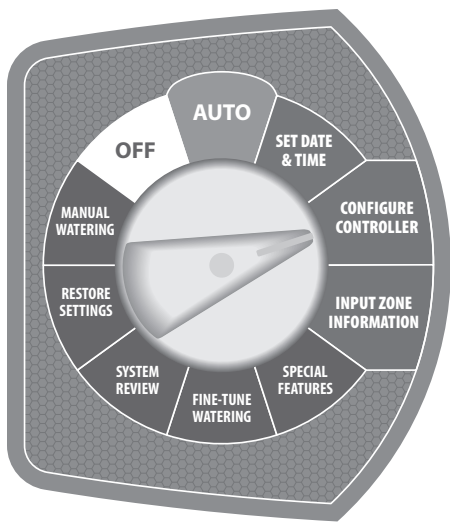 AUTO
SET DATE
& TIME
CONFIGURE
CONTROLLER
INPUT ZONE
INFORMATION
SPECIAL
FEATURES
FINE-TUNE
WATERING
SYSTEM
REVIEW
RESTORE
SETTINGS
MANUAL
WATERING
OFF